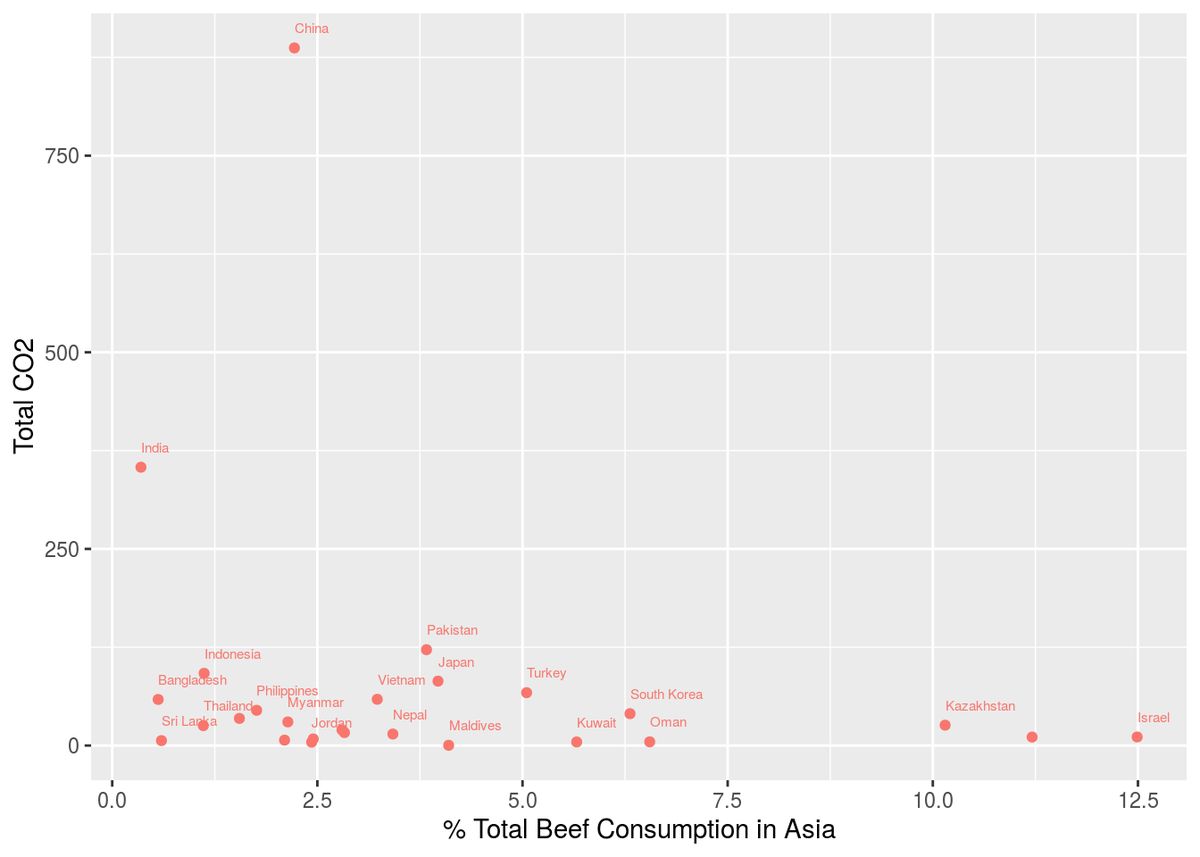 China
750
500
Total CO2
India
250
Pakistan
Indonesia
Japan
Turkey
Bangladesh
Vietnam
Philippines
South Korea
Myanmar
Thailand
Kazakhstan
Nepal
Israel
Sri Lanka
Jordan
Kuwait
Oman
Maldives
0
0.0 2.5 5.0 7.5 10.0 12.5
% Total Beef Consumption in Asia